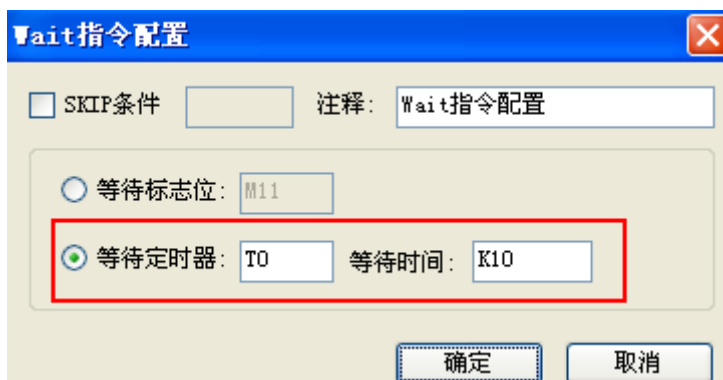 Wait指令配置
SKIP条件 注释: Wait指令配置
等待标志位: M11
等待定时器: T0 等待时间: K10
确定 取消